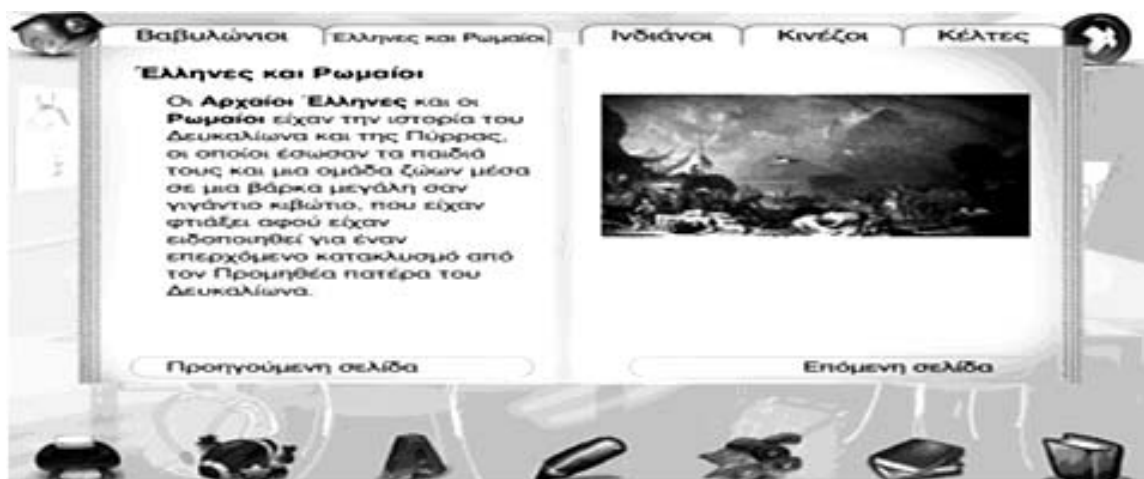 Βαβυλώνιοι
Έλληνες και Ρωμαίοι
Ινδιάνοι
Κινέζοι
Κέλτες
Έλληνες και Ρωμαίοι
Οι Αρχαίοι Έλληνες και οι
Ρωμαίοι είχαν την ιστορία του
Δευκαλίωνα και της Πύρρας,
οι οποίοι έσωσαν τα παιδιά
τους και μια ομάδα ζώων μέσα
σε μια βάρκα μεγάλη σαν
γιγάντιο κιβώτιο, που είχαν
φτιάξει αφού είχαν
ειδοποιηθεί για έναν
επερχόμενο κατακλυσμό από
τον Προμηθέα πατέρα του
Δευκαλίωνα.
Προηγούμενη σελίδα
Επόμενη σελίδα